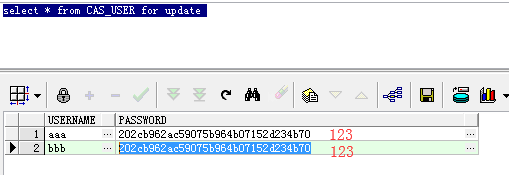 select * from CAS_USER for update
USERNAME PASSWORD
1 aaa ... 202cb962ac59075b964b07152d234b70 ... 123
2 bbb ... 202cb962ac59075b964b07152d234b70 ... 123